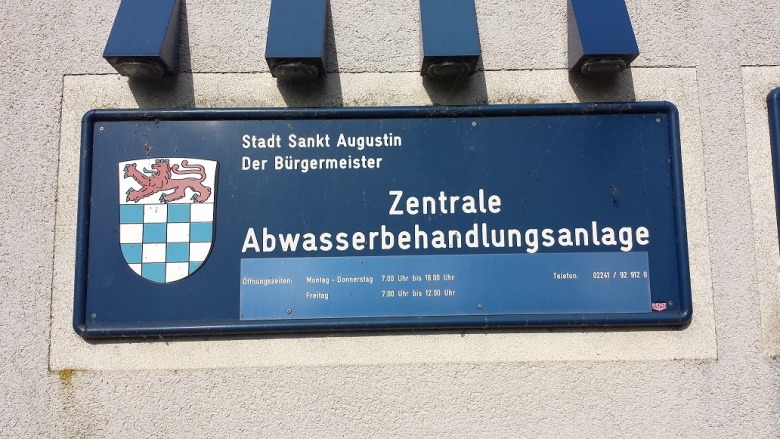 Stadt Sankt Augustin
Der Bürgermeister
Zentrale
Abwasserbehandlungsanlage
Öffnungszeiten: Montag - Donnerstag 7.00 Uhr bis 16.00 Uhr Telefon: 02241 / 92 912 0
Freitag 7.00 Uhr bis 12.00 Uhr
RENZ